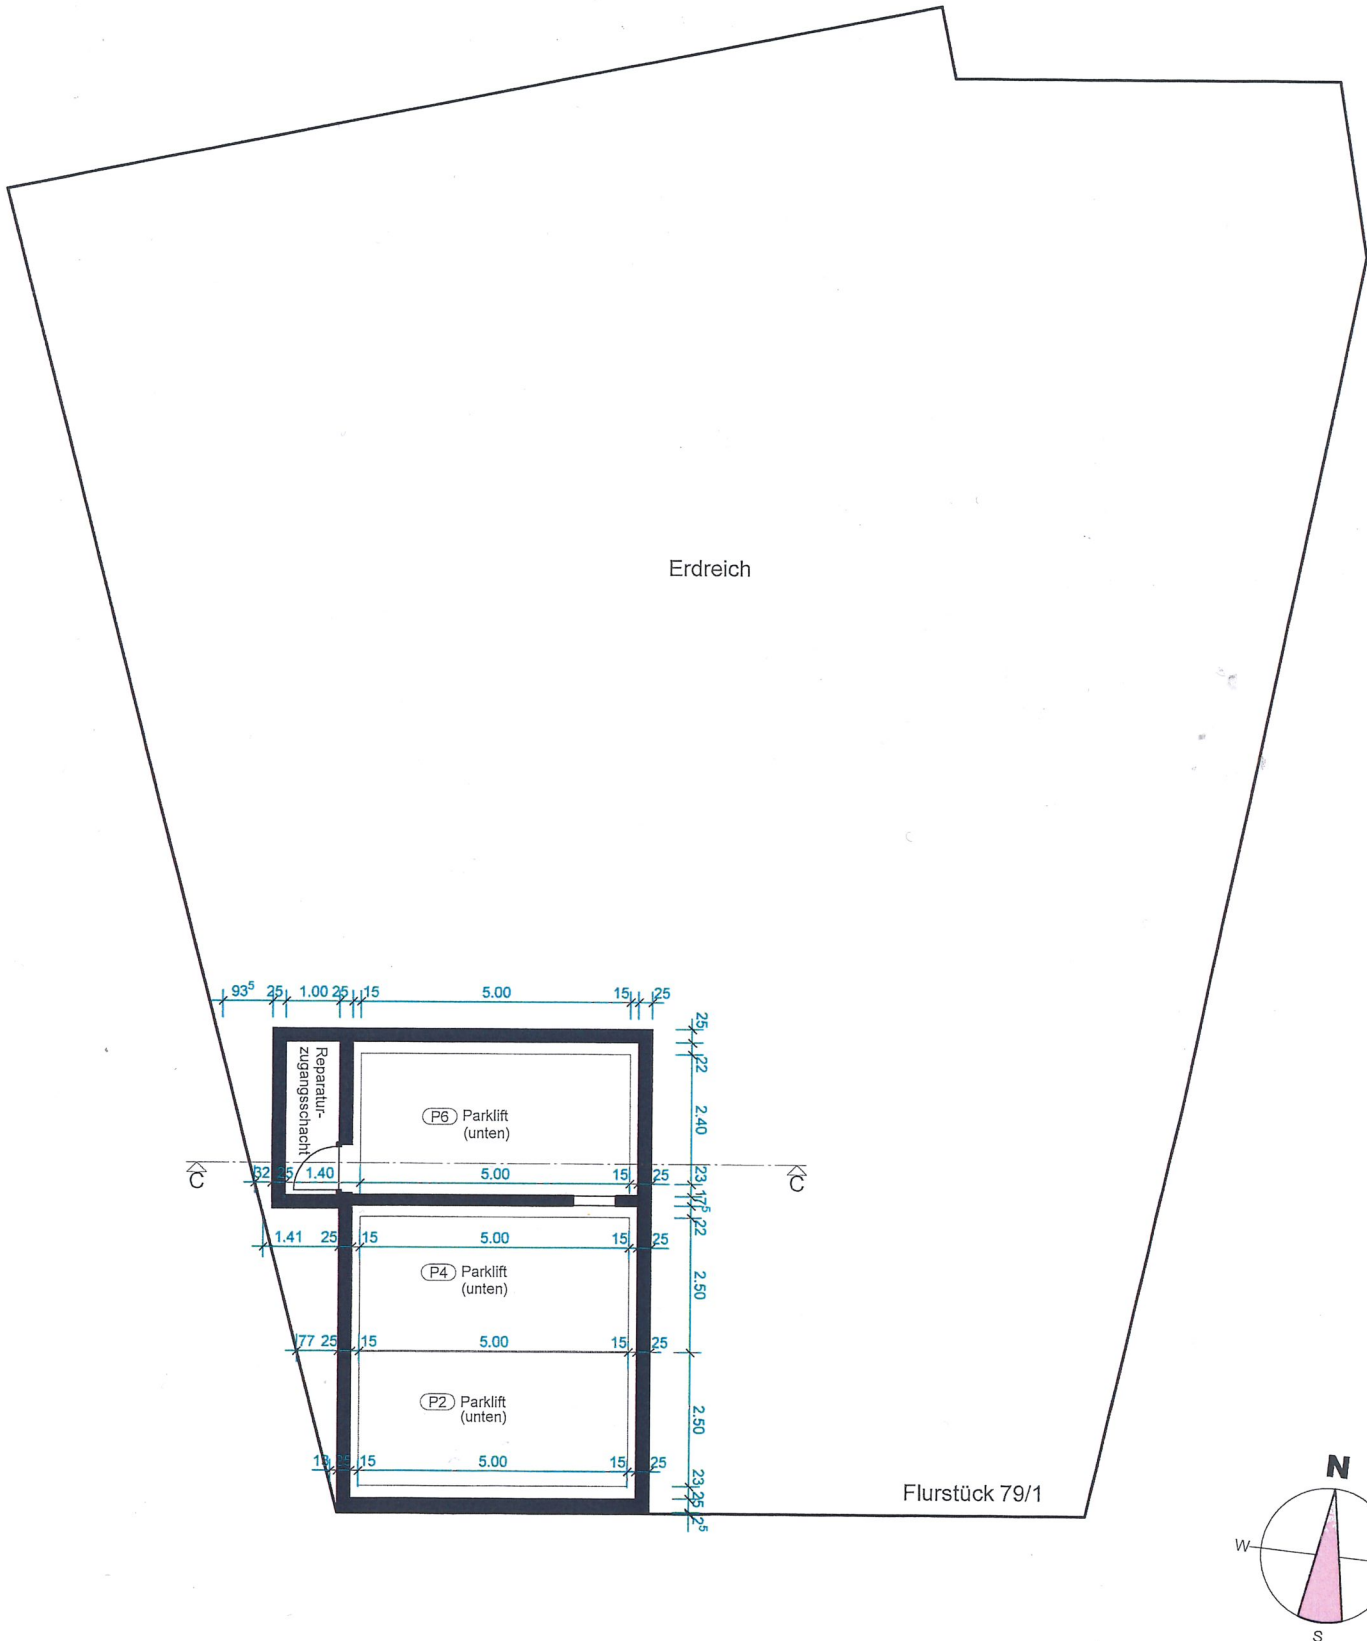 Erdreich
93⁵ 25 1.00 25 15 5.00 15 25
25
22
2.40
23
17⁵
22
2.50
2.50
23
25
2⁵
Reparatur-
zugangsschacht
P6 Parklift
(unten)
C
C
32 25 1.40 5.00 15 25
1.41 25 15 5.00 15 25
P4 Parklift
(unten)
77 25 15 5.00 15 25
P2 Parklift
(unten)
25 15 5.00 15 25
Flurstück 79/1
N
W
S